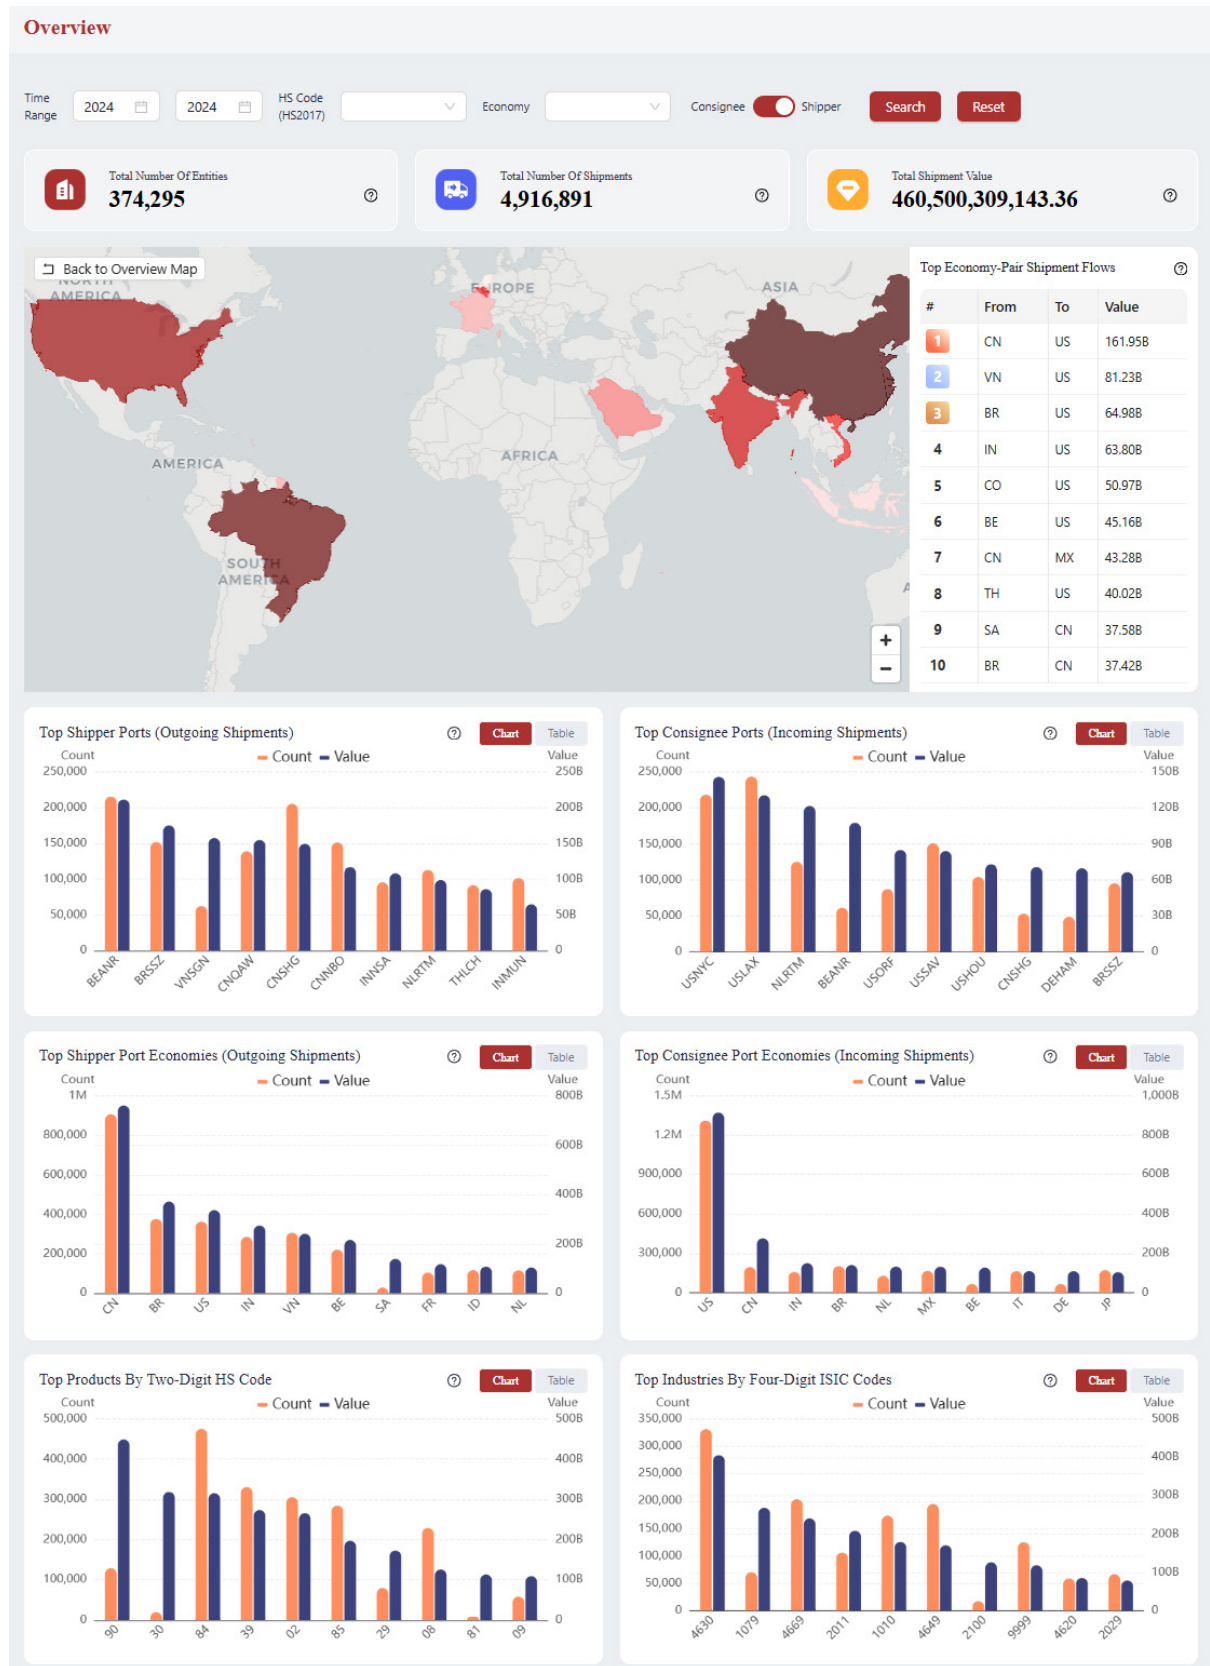 Overview
Time Range 2024 2024 HS Code (HS2017) Economy Consignee Shipper Search Reset
Total Number Of Entities
374,295
Total Number Of Shipments
4,916,891
Total Shipment Value
460,500,309,143.36
Back to Overview Map
NORTH AMERICA
EUROPE
ASIA
AMERICA
AFRICA
SOUTH AMERICA
A
+
−
Top Economy-Pair Shipment Flows
# From To Value
1 CN US 161.95B
2 VN US 81.23B
3 BR US 64.98B
4 IN US 63.80B
5 CO US 50.97B
6 BE US 45.16B
7 CN MX 43.28B
8 TH US 40.02B
9 SA CN 37.58B
10 BR CN 37.42B
Top Shipper Ports (Outgoing Shipments) Chart Table
Count Count Value Value
250,000 250B
200,000 200B
150,000 150B
100,000 100B
50,000 50B
0 0
BEANR BRSSZ VNSGN CNQAW CNSHG CNNBO INNSA NLRTM THLCH INMUN
Top Consignee Ports (Incoming Shipments) Chart Table
Count Count Value Value
250,000 150B
200,000 120B
150,000 90B
100,000 60B
50,000 30B
0 0
USNYC USLAX NLRTM BEANR USORF USSAV USHOU CNSHG DEHAM BRSSZ
Top Shipper Port Economies (Outgoing Shipments) Chart Table
Count Count Value Value
1M 800B
800,000
600B
600,000
400B
400,000
200B
200,000
0 0
CN BR US IN VN BE SA FR ID NL
Top Consignee Port Economies (Incoming Shipments) Chart Table
Count Count Value Value
1.5M 1,000B
1.2M 800B
900,000 600B
600,000 400B
300,000 200B
0 0
US CN IN BR NL MX BE IT DE JP
Top Products By Two-Digit HS Code Chart Table
Count Count Value Value
500,000 500B
400,000 400B
300,000 300B
200,000 200B
100,000 100B
0 0
90 30 84 39 02 85 29 08 81 09
Top Industries By Four-Digit ISIC Codes Chart Table
Count Count Value Value
350,000 500B
300,000
400B
250,000
300B
200,000
150,000 200B
100,000
100B
50,000
0 0
4630 1079 4669 2011 1010 4649 2100 9999 4620 2029